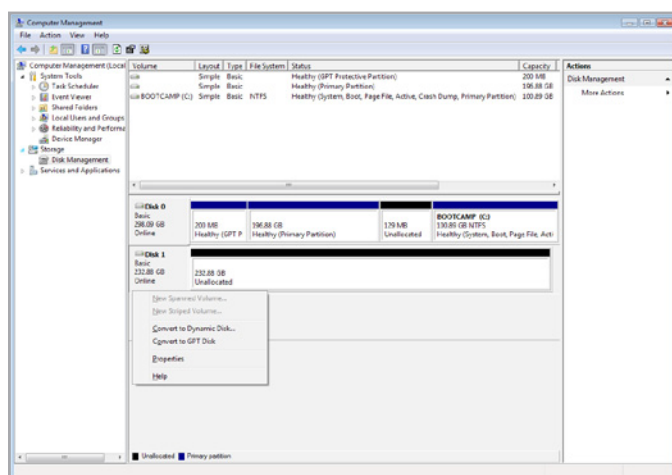 Computer Management
File Action View Help
Computer Management (Local
System Tools
Task Scheduler
Event Viewer
Shared Folders
Local Users and Groups
Reliability and Performa
Device Manager
Storage
Disk Management
Services and Applications
Volume Layout Type File System Status Capacity
Simple Basic Healthy (GPT Protective Partition) 200 MB
Simple Basic Healthy (Primary Partition) 196.88 GB
BOOTCAMP (C:) Simple Basic NTFS Healthy (System, Boot, Page File, Active, Crash Dump, Primary Partition) 100.89 GB
Actions
Disk Management
More Actions
Disk 0
Basic
298.09 GB
Online
200 MB
Healthy (GPT P
196.88 GB
Healthy (Primary Partition)
129 MB
Unallocated
BOOTCAMP (C:)
100.89 GB NTFS
Healthy (System, Boot, Page File, Acti
Disk 1
Basic
232.88 GB
Online
232.88 GB
Unallocated
New Spanned Volume...
New Striped Volume...
Convert to Dynamic Disk...
Convert to GPT Disk
Properties
Help
Unallocated Primary partition